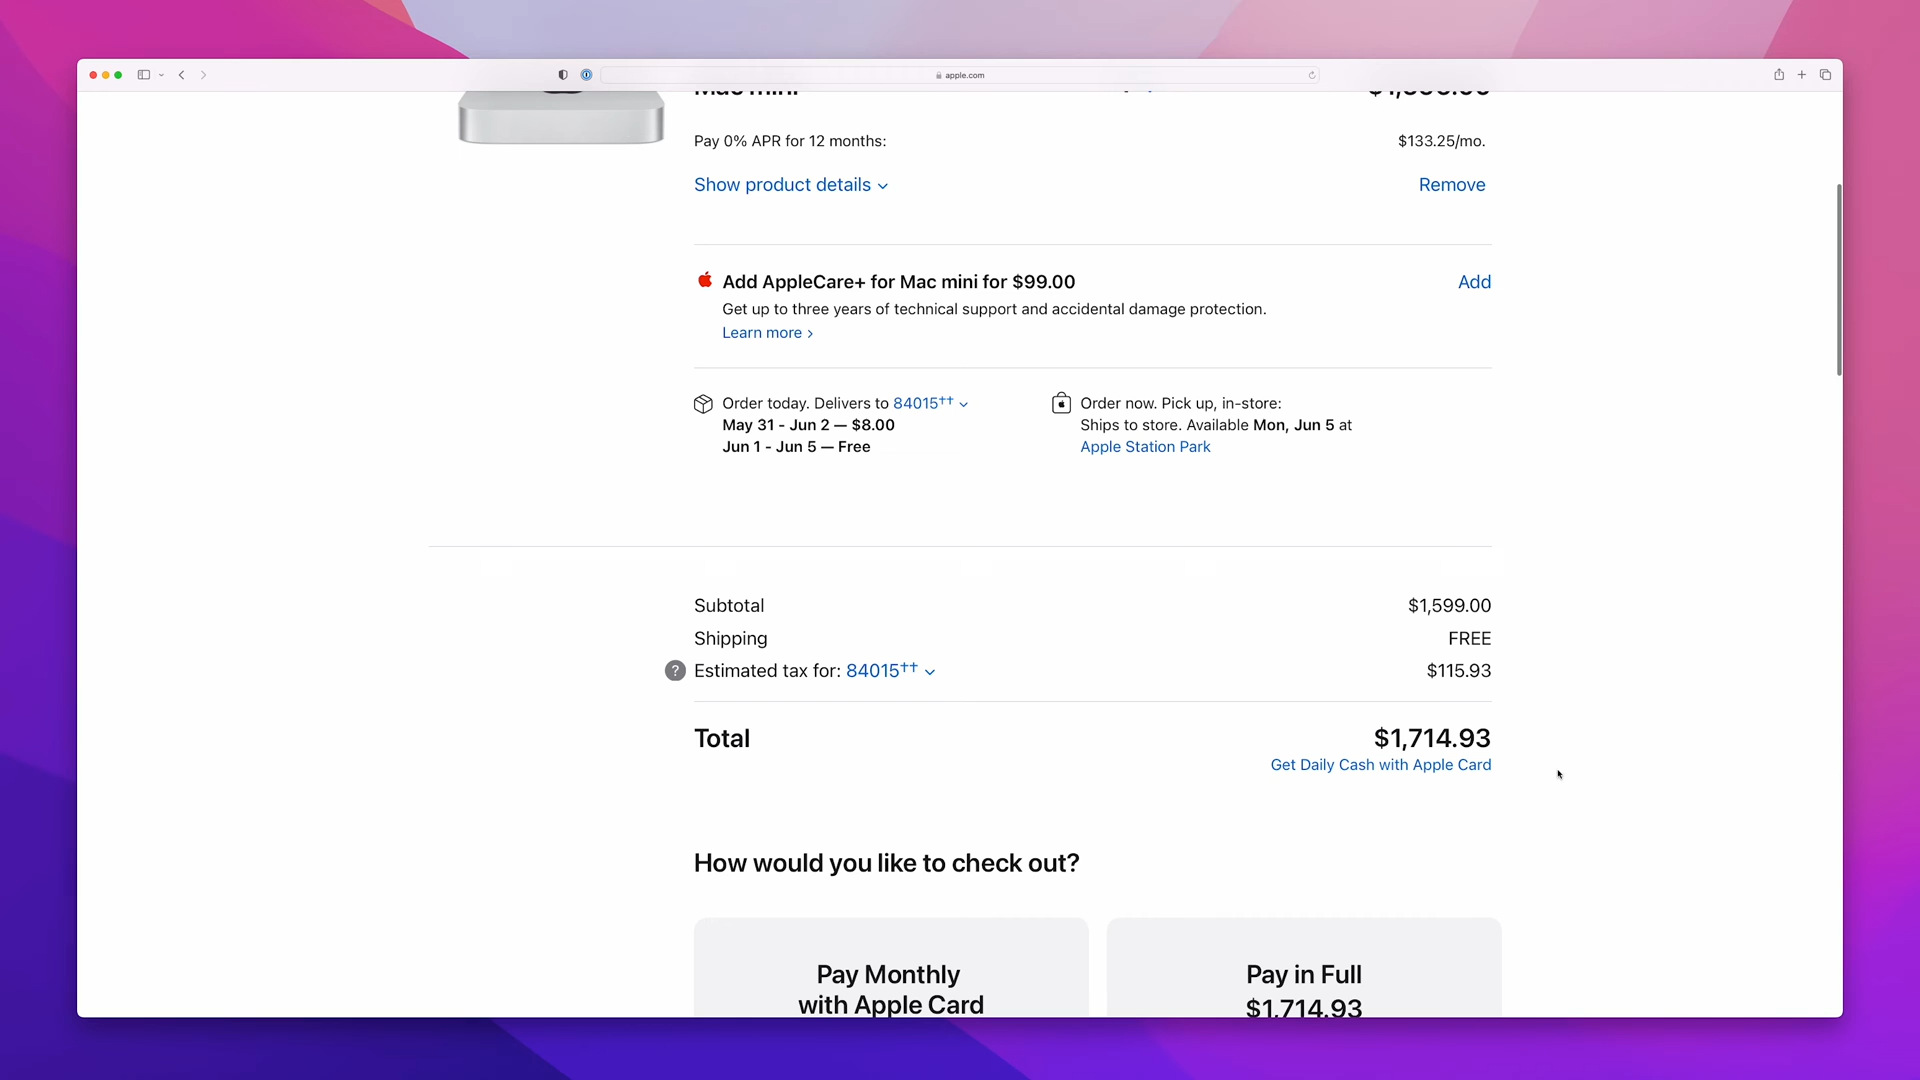 apple.com
Mac mini
Pay 0% APR for 12 months:
$133.25/mo.
Show product details
Remove
Add AppleCare+ for Mac mini for $99.00
Add
Get up to three years of technical support and accidental damage protection.
Learn more ›
Order today. Delivers to 84015††
May 31 - Jun 2 — $8.00
Jun 1 - Jun 5 — Free
Order now. Pick up, in-store:
Ships to store. Available Mon, Jun 5 at
Apple Station Park
Subtotal
$1,599.00
Shipping
FREE
? Estimated tax for: 84015††
$115.93
Total
$1,714.93
Get Daily Cash with Apple Card
How would you like to check out?
Pay Monthly
with Apple Card
Pay in Full
$1,714.93